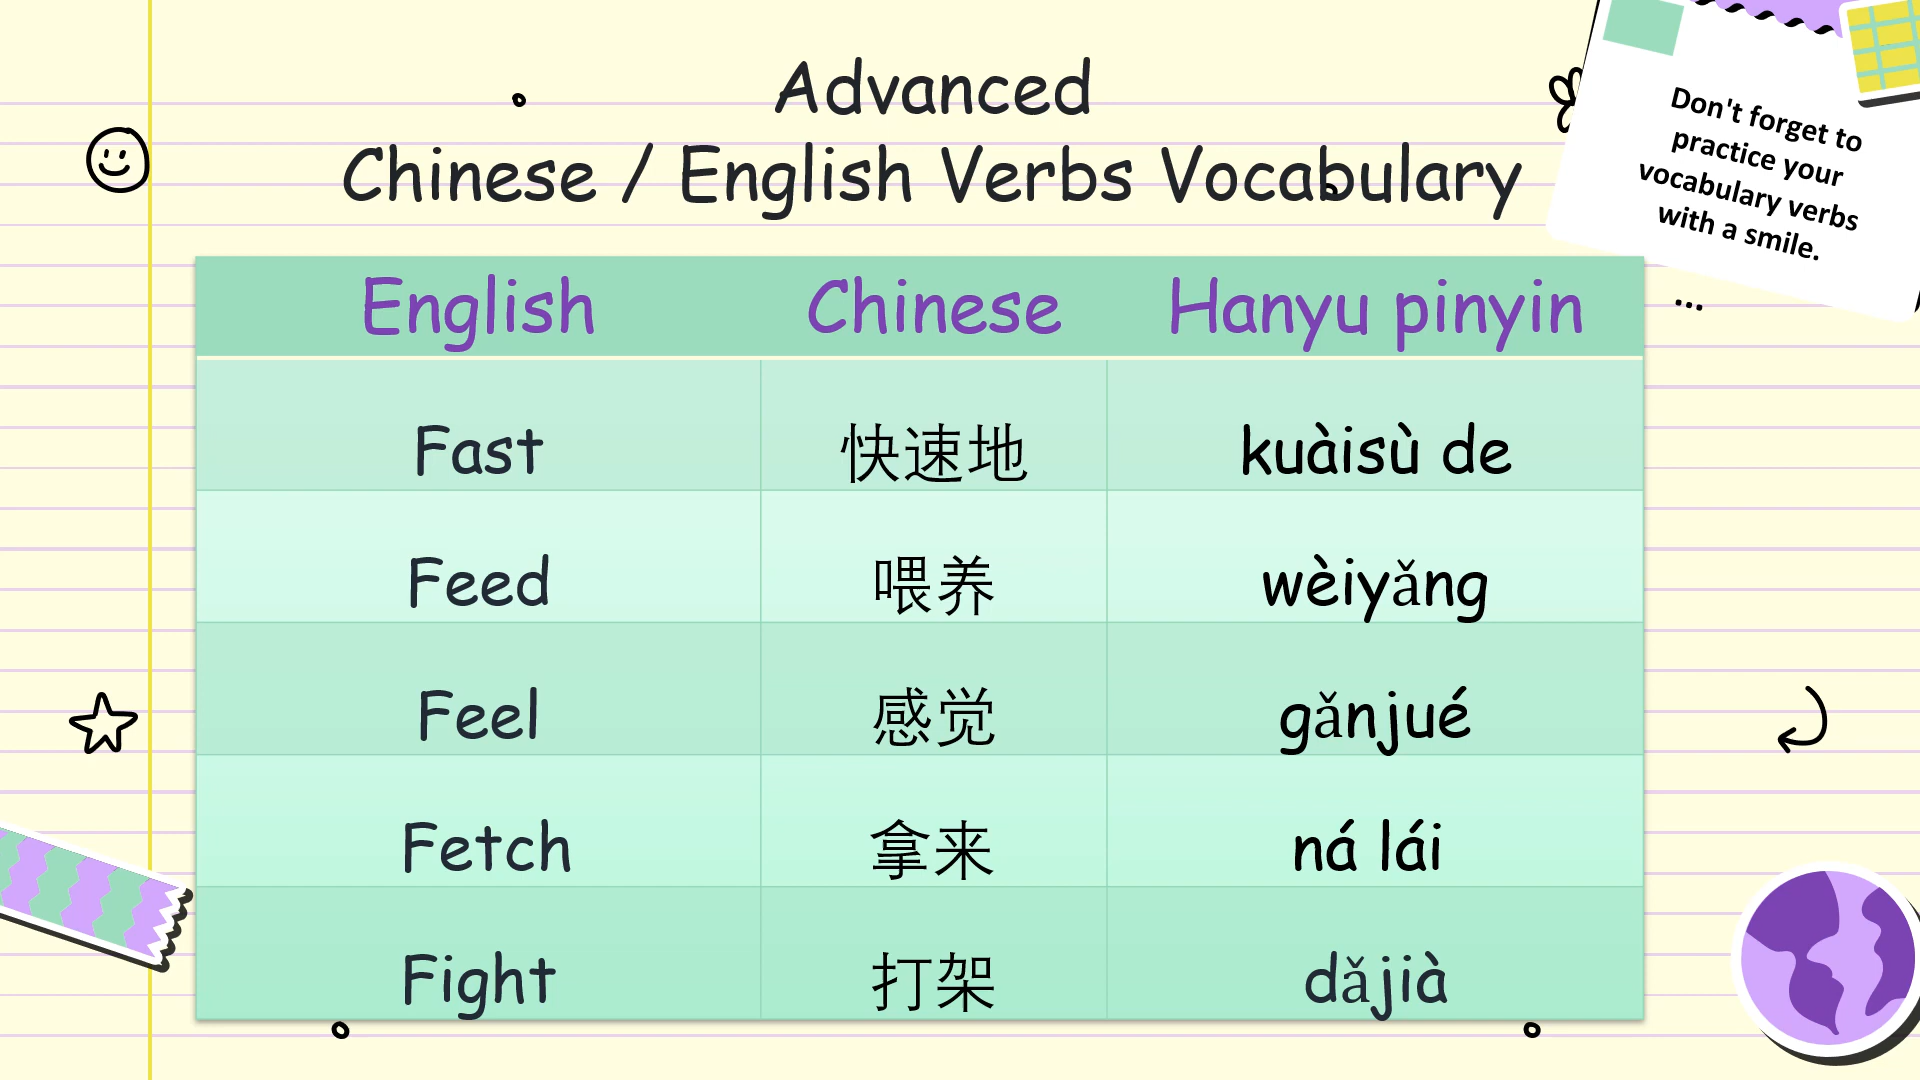 Advanced
Chinese / English Verbs Vocabulary
Don't forget to
practice your
vocabulary verbs
with a smile.
...
English Chinese Hanyu pinyin
Fast 快速地 kuàisù de
Feed 喂养 wèiyǎng
Feel 感觉 gǎnjué
Fetch 拿来 ná lái
Fight 打架 dǎjià